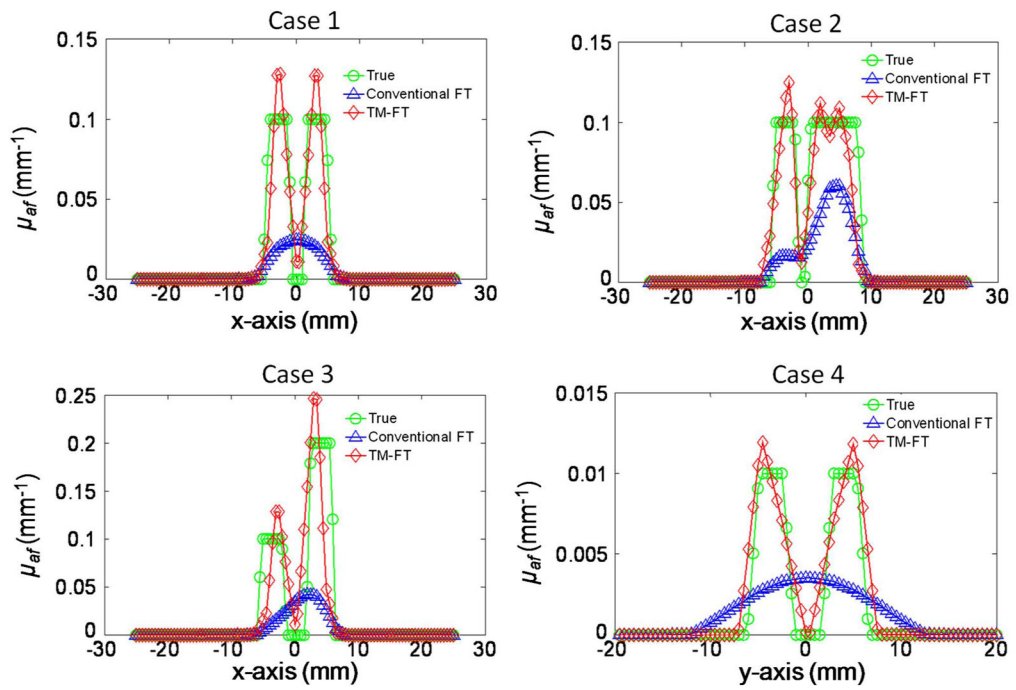 Case 1
0.15
0.1
0.05
0
μaf (mm-1)
True
Conventional FT
TM-FT
-30 -20 -10 0 10 20 30
x-axis (mm)
Case 2
0.15
0.1
0.05
0
μaf (mm-1)
True
Conventional FT
TM-FT
-30 -20 -10 0 10 20 30
x-axis (mm)
Case 3
0.25
0.2
0.15
0.1
0.05
0
μaf (mm-1)
True
Conventional FT
TM-FT
-30 -20 -10 0 10 20 30
x-axis (mm)
Case 4
0.015
0.01
0.005
0
μaf (mm-1)
True
Conventional FT
TM-FT
-20 -10 0 10 20
y-axis (mm)